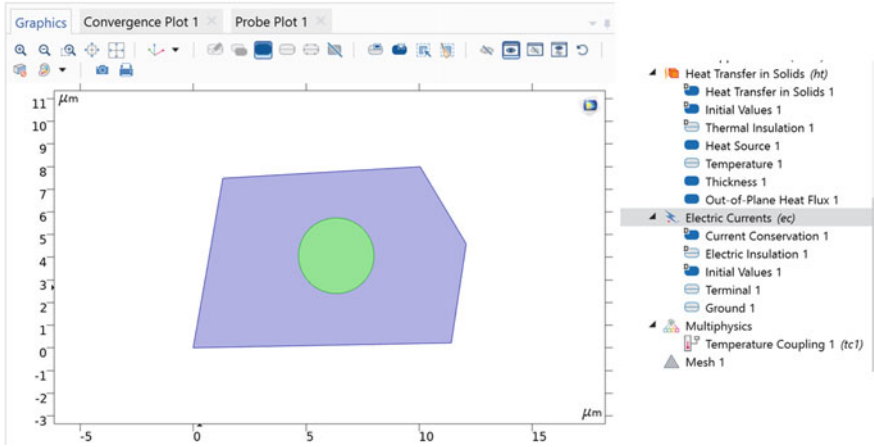 Graphics
Convergence Plot 1
Probe Plot 1
μm
11
10
9
8
7
6
5
4
3
2
1
0
-1
-2
-3
-5
0
5
10
15
μm
Heat Transfer in Solids (ht)
Heat Transfer in Solids 1
Initial Values 1
Thermal Insulation 1
Heat Source 1
Temperature 1
Thickness 1
Out-of-Plane Heat Flux 1
Electric Currents (ec)
Current Conservation 1
Electric Insulation 1
Initial Values 1
Terminal 1
Ground 1
Multiphysics
Temperature Coupling 1 (tc1)
Mesh 1